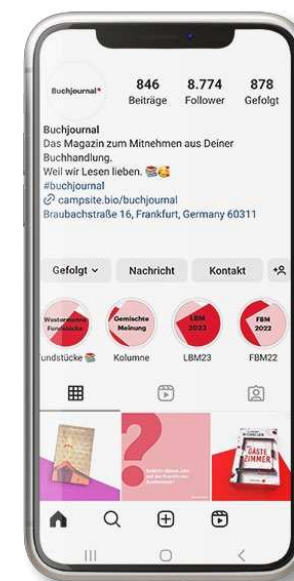 Buchjournal*
846 8.774 878
Beiträge Follower Gefolgt
Buchjournal
Das Magazin zum Mitnehmen aus Deiner
Buchhandlung.
Weil wir Lesen lieben. 📚🥰
#buchjournal
campsite.bio/buchjournal
Braubachstraße 16, Frankfurt, Germany 60311
Gefolgt Nachricht Kontakt
Westermanns
Fundstücke
Gemischte
Meinung
LBM
2023
FBM
2022
undstücke 📚 Kolumne LBM23 FBM22
?
GÄSTE
ZIMMER